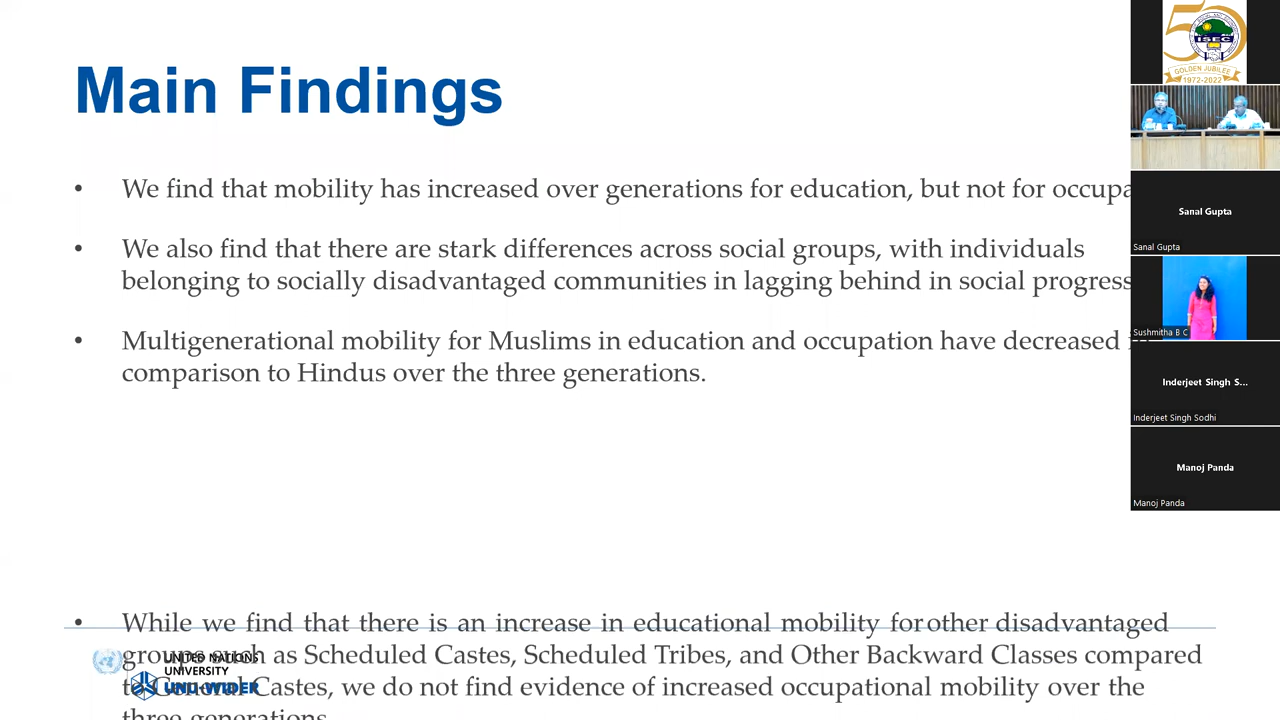 Main Findings
• We find that mobility has increased over generations for education, but not for
• We also find that there are stark differences across social groups, with individuals
belonging to socially disadvantaged communities in lagging behind in social progress
• Multigenerational mobility for Muslims in education and occupation have decreased
comparison to Hindus over the three generations.
• While we find that there is an increase in educational mobility for other disadvantaged
groups such as Scheduled Castes, Scheduled Tribes, and Other Backward Classes compared
to Castes, we do not find evidence of increased occupational mobility over the
three generations
UNITED NATIONS
UNIVERSITY
UNU-WIDER
50
ISEC
GOLDEN JUBILEE
1972-2022
Sanal Gupta
Sanal Gupta
Sushmitha B C
Inderjeet Singh S...
Inderjeet Singh Sodhi
Manoj Panda
Manoj Panda